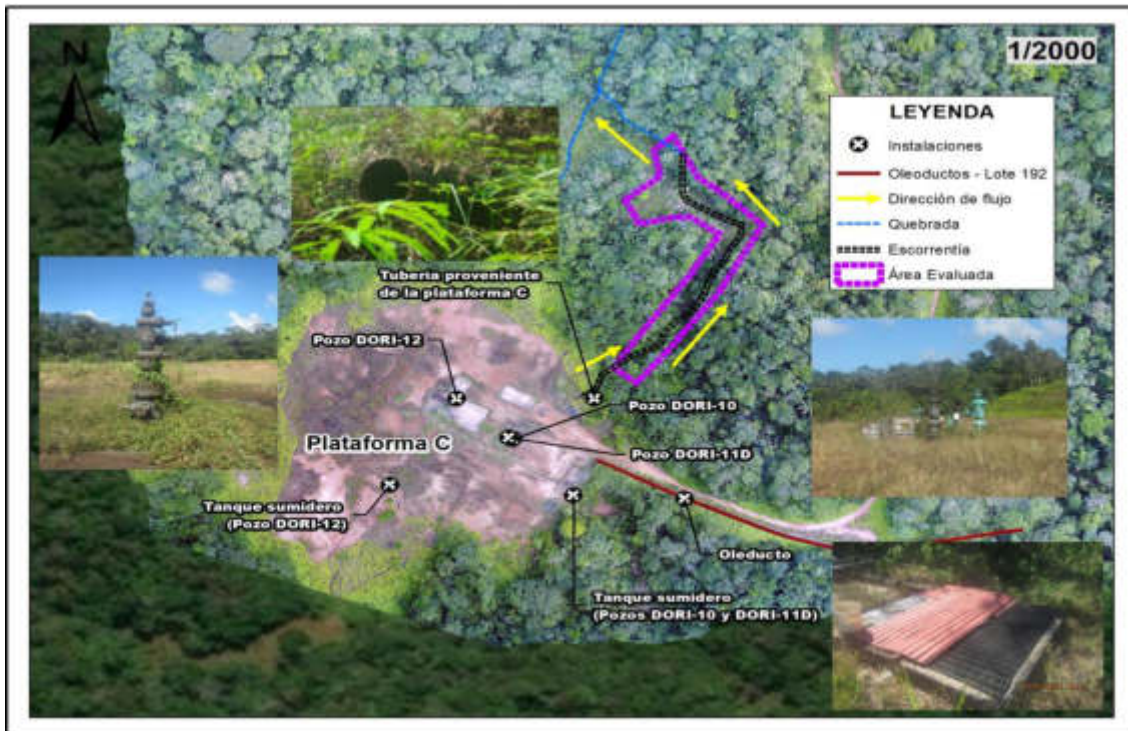 N
1/2000
LEYENDA
Instalaciones
Oleoductos - Lote 192
Dirección de flujo
Quebrada
Escorrentía
Área Evaluada
Tubería proveniente
de la plataforma C
Pozo DORI-12
Pozo DORI-10
Plataforma C
Pozo DORI-11D
Tanque sumidero
(Pozo DORI-12)
Oleoducto
Tanque sumidero
(Pozos DORI-10 y DORI-11D)